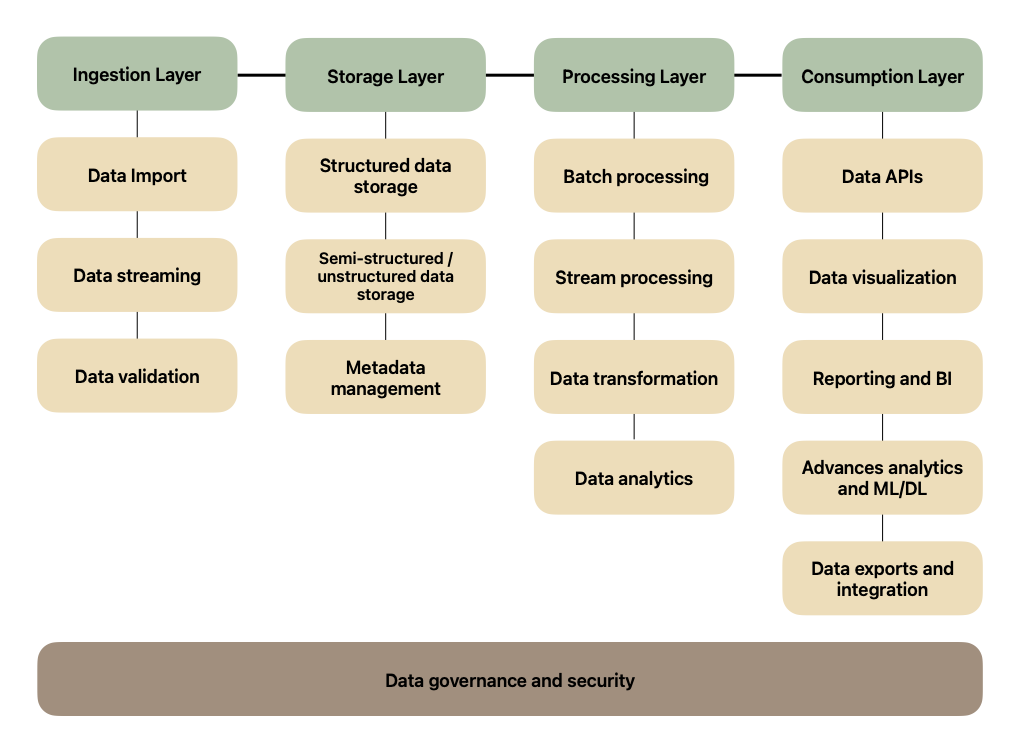 Ingestion Layer
Storage Layer
Processing Layer
Consumption Layer
Data Import
Data streaming
Data validation
Structured data
storage
Semi-structured /
unstructured data
storage
Metadata
management
Batch processing
Stream processing
Data transformation
Data analytics
Data APIs
Data visualization
Reporting and BI
Advances analytics
and ML/DL
Data exports and
integration
Data governance and security